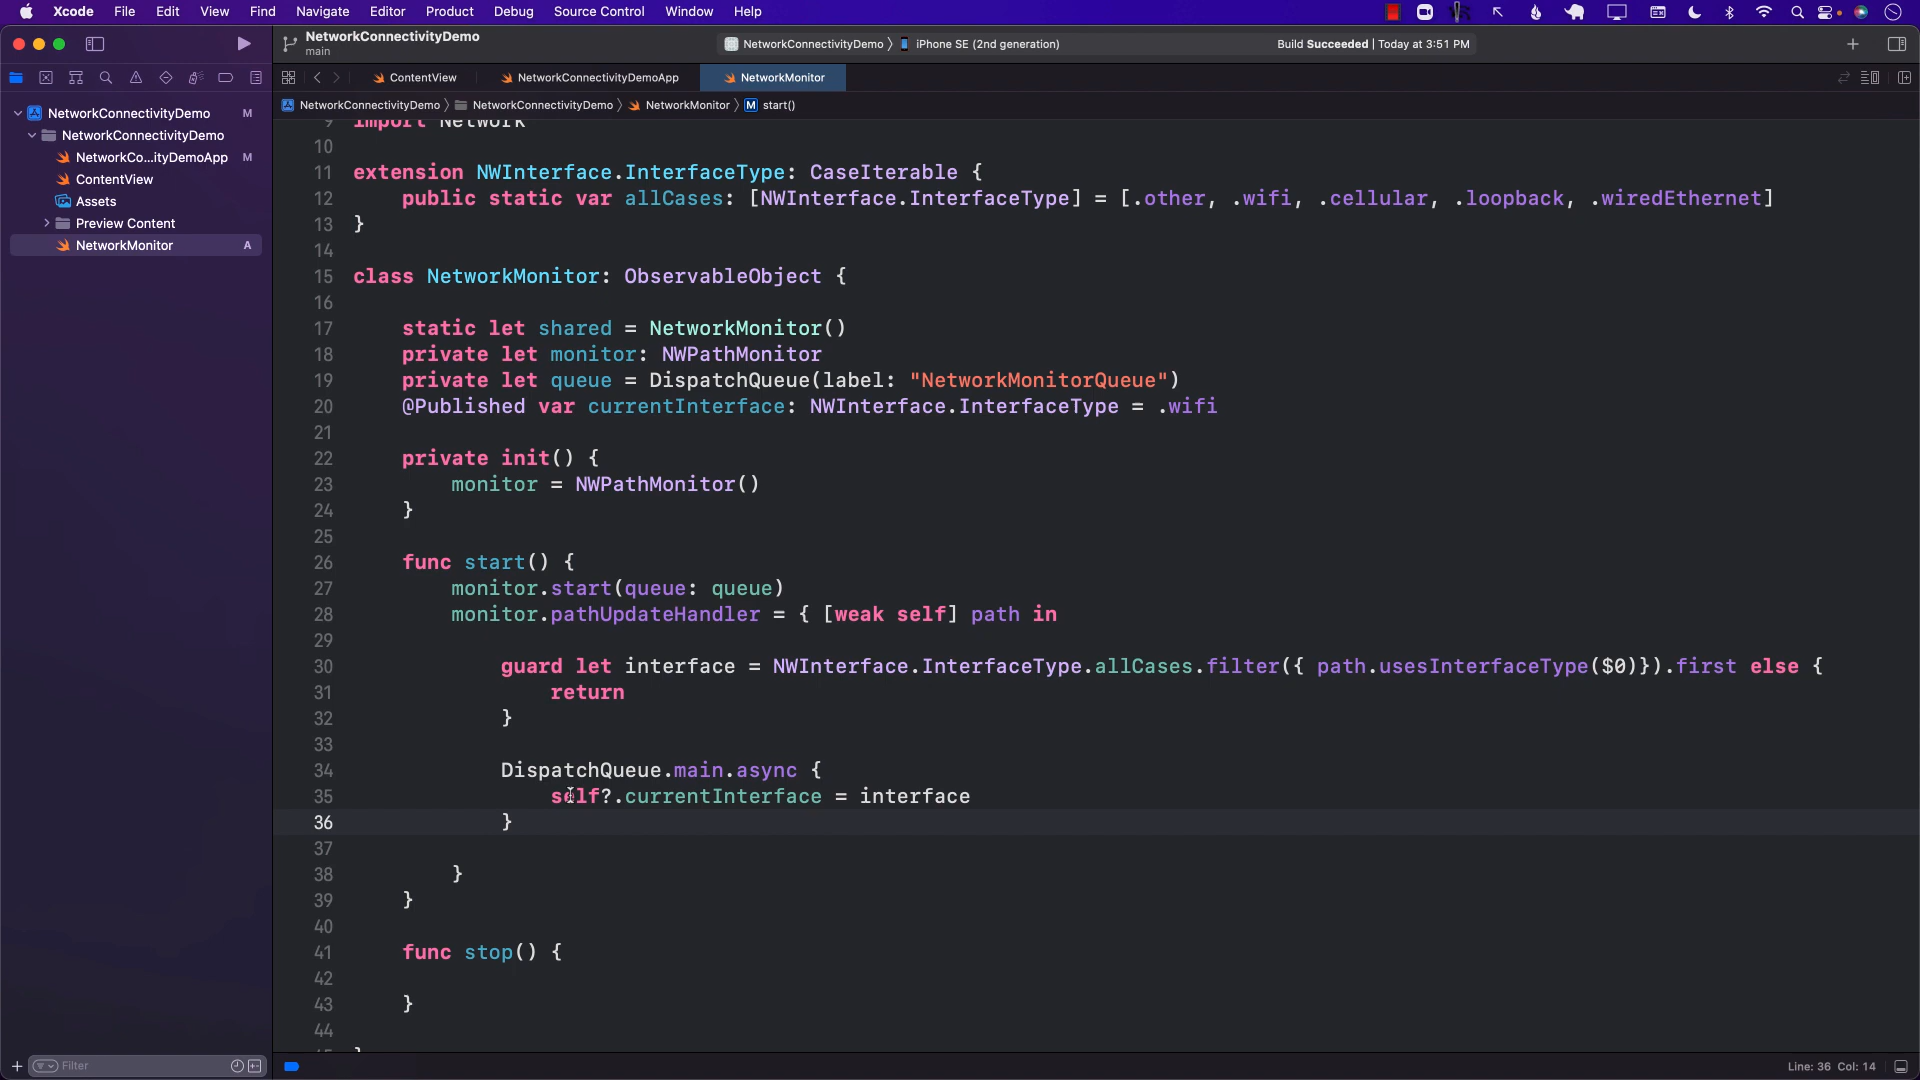 Xcode File Edit View Find Navigate Editor Product Debug Source Control Window Help
NetworkConnectivityDemo
main
NetworkConnectivityDemo 〉 iPhone SE (2nd generation)
Build Succeeded | Today at 3:51 PM
ContentView NetworkConnectivityDemoApp NetworkMonitor
NetworkConnectivityDemo 〉 NetworkConnectivityDemo 〉 NetworkMonitor 〉 M start()
NetworkConnectivityDemo M
NetworkConnectivityDemo
NetworkCo...ityDemoApp M
ContentView
Assets
Preview Content
NetworkMonitor A
9 import Network
10
11 extension NWInterface.InterfaceType: CaseIterable {
12 public static var allCases: [NWInterface.InterfaceType] = [.other, .wifi, .cellular, .loopback, .wiredEthernet]
13 }
14
15 class NetworkMonitor: ObservableObject {
16
17 static let shared = NetworkMonitor()
18 private let monitor: NWPathMonitor
19 private let queue = DispatchQueue(label: "NetworkMonitorQueue")
20 @Published var currentInterface: NWInterface.InterfaceType = .wifi
21
22 private init() {
23 monitor = NWPathMonitor()
24 }
25
26 func start() {
27 monitor.start(queue: queue)
28 monitor.pathUpdateHandler = { [weak self] path in
29
30 guard let interface = NWInterface.InterfaceType.allCases.filter({ path.usesInterfaceType($0)}).first else {
31 return
32 }
33
34 DispatchQueue.main.async {
35 self?.currentInterface = interface
36 }
37
38 }
39 }
40
41 func stop() {
42
43 }
44
Filter
Line: 36 Col: 14